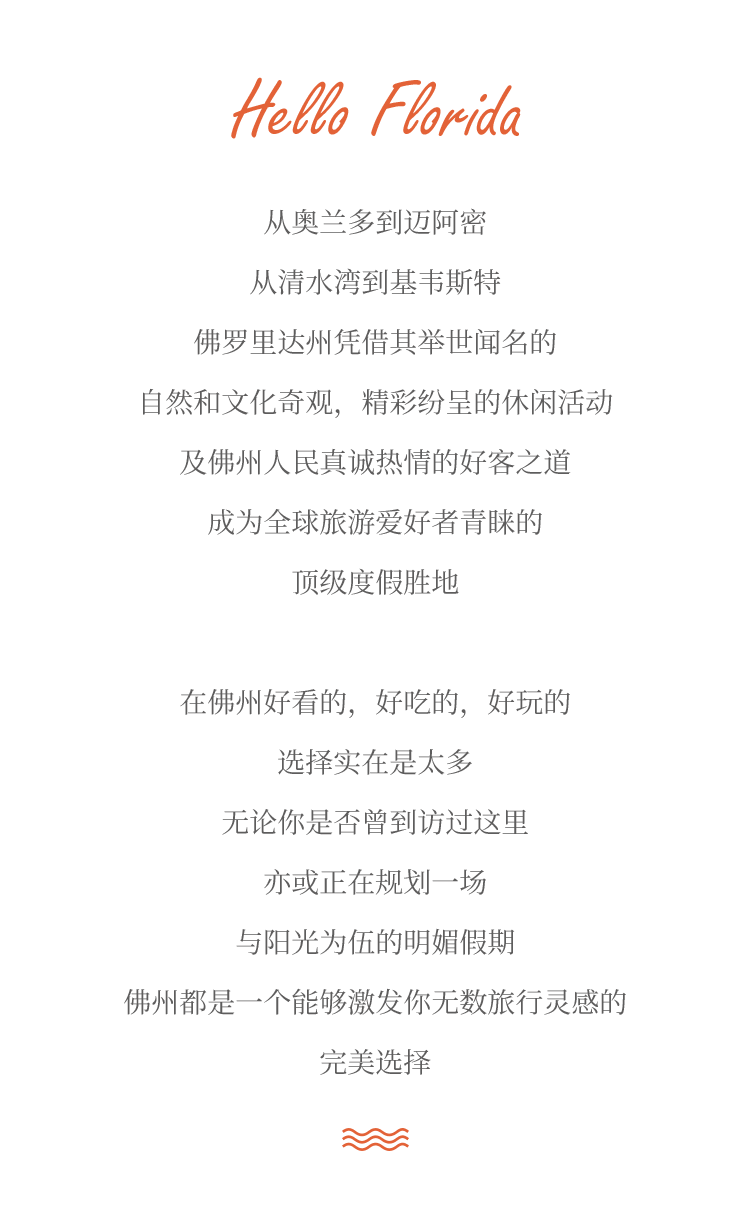 Hello Florida
从奥兰多到迈阿密
从清水湾到基韦斯特
佛罗里达州凭借其举世闻名的
自然和文化奇观，精彩纷呈的休闲活动
及佛州人民真诚热情的好客之道
成为全球旅游爱好者青睐的
顶级度假胜地
在佛州好看的，好吃的，好玩的
选择实在是太多
无论你是否曾到访过这里
亦或正在规划一场
与阳光为伍的明媚假期
佛州都是一个能够激发你无数旅行灵感的
完美选择